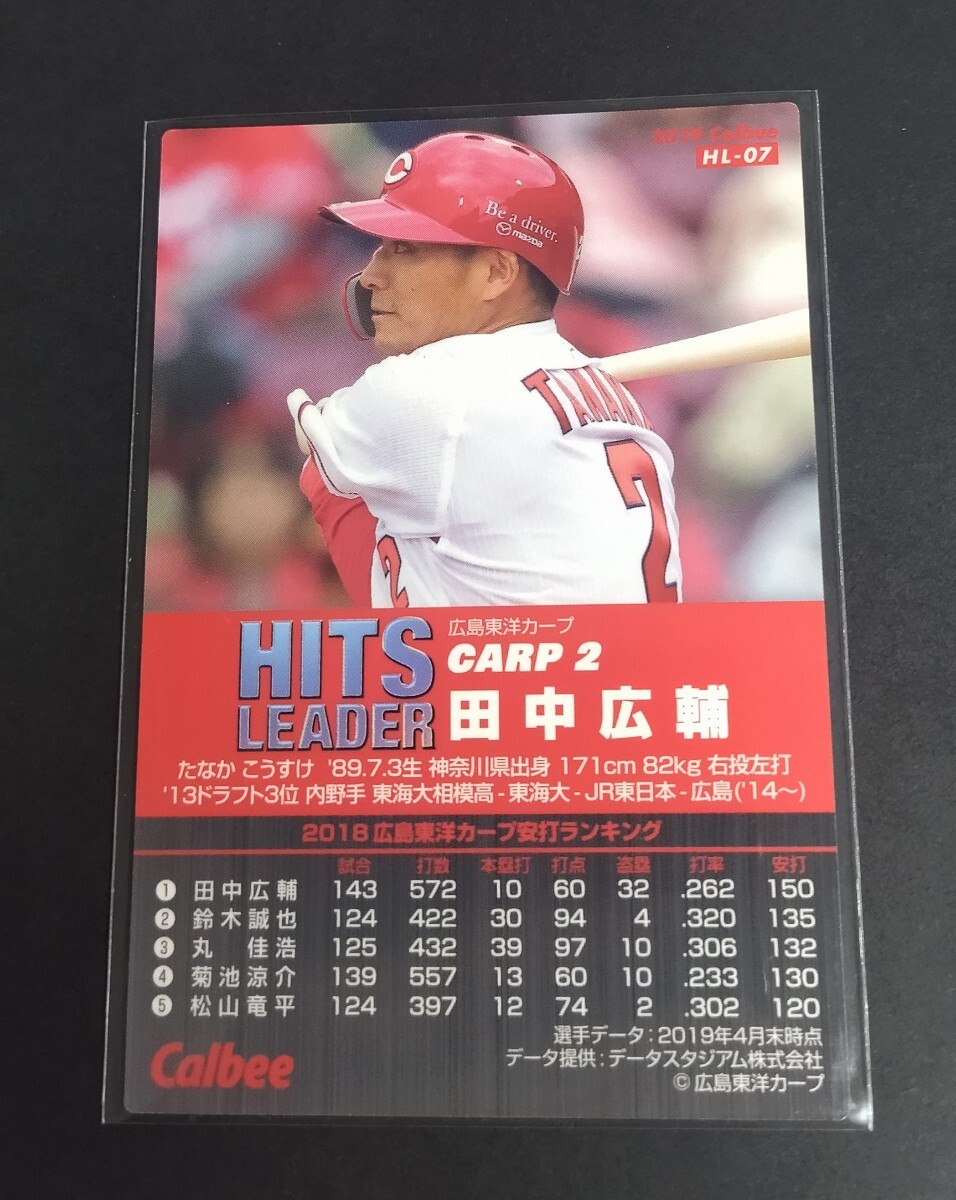 2019 Calbee
HL-07
C
Be a driver.
mazda
TANAKA
2
2
HITS
LEADER
広島東洋カープ
CARP 2
田中広輔
たなか こうすけ '89.7.3生 神奈川県出身 171cm 82kg 右投左打
'13ドラフト3位 内野手 東海大相模高-東海大-JR東日本-広島('14〜)
2018広島東洋カープ安打ランキング
試合 打数 本塁打 打点 盗塁 打率 安打
① 田中広輔 143 572 10 60 32 .262 150
② 鈴木誠也 124 422 30 94 4 .320 135
③ 丸 佳浩 125 432 39 97 10 .306 132
④ 菊池涼介 139 557 13 60 10 .233 130
⑤ 松山竜平 124 397 12 74 2 .302 120
選手データ:2019年4月末時点
データ提供:データスタジアム株式会社
©広島東洋カープ
Calbee